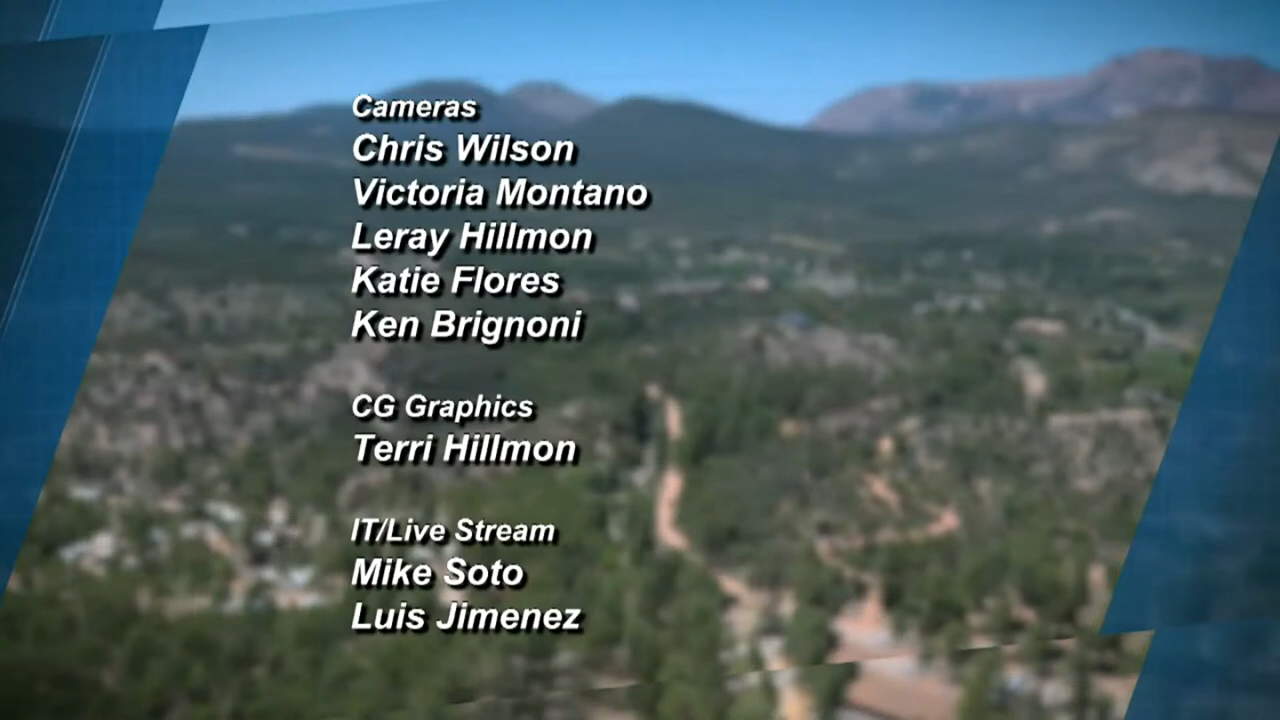 Cameras
Chris Wilson
Victoria Montano
Leray Hillmon
Katie Flores
Ken Brignoni
CG Graphics
Terri Hillmon
IT/Live Stream
Mike Soto
Luis Jimenez